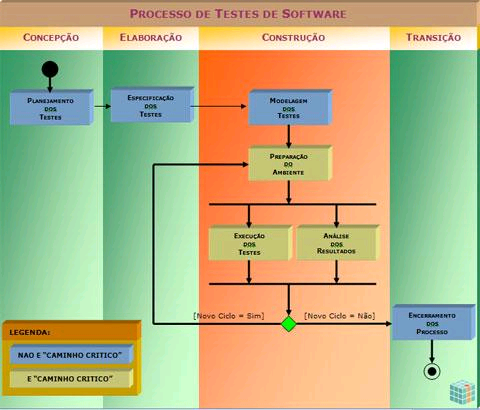 PROCESSO DE TESTES DE SOFTWARE
CONCEPÇÃO
ELABORAÇÃO
CONSTRUÇÃO
TRANSIÇÃO
PLANEJAMENTO
DOS
TESTES
ESPECIFICAÇÃO
DOS
TESTES
MODELAGEM
DOS
TESTES
PREPARAÇÃO
DO
AMBIENTE
EXECUÇÃO
DOS
TESTES
ANÁLISE
DOS
RESULTADOS
[Novo Ciclo = Sim]
[Novo Ciclo = Não]
ENCERRAMENTO
DOS
PROCESSO
LEGENDA:
NAO E "CAMINHO CRITICO"
E "CAMINHO CRITICO"